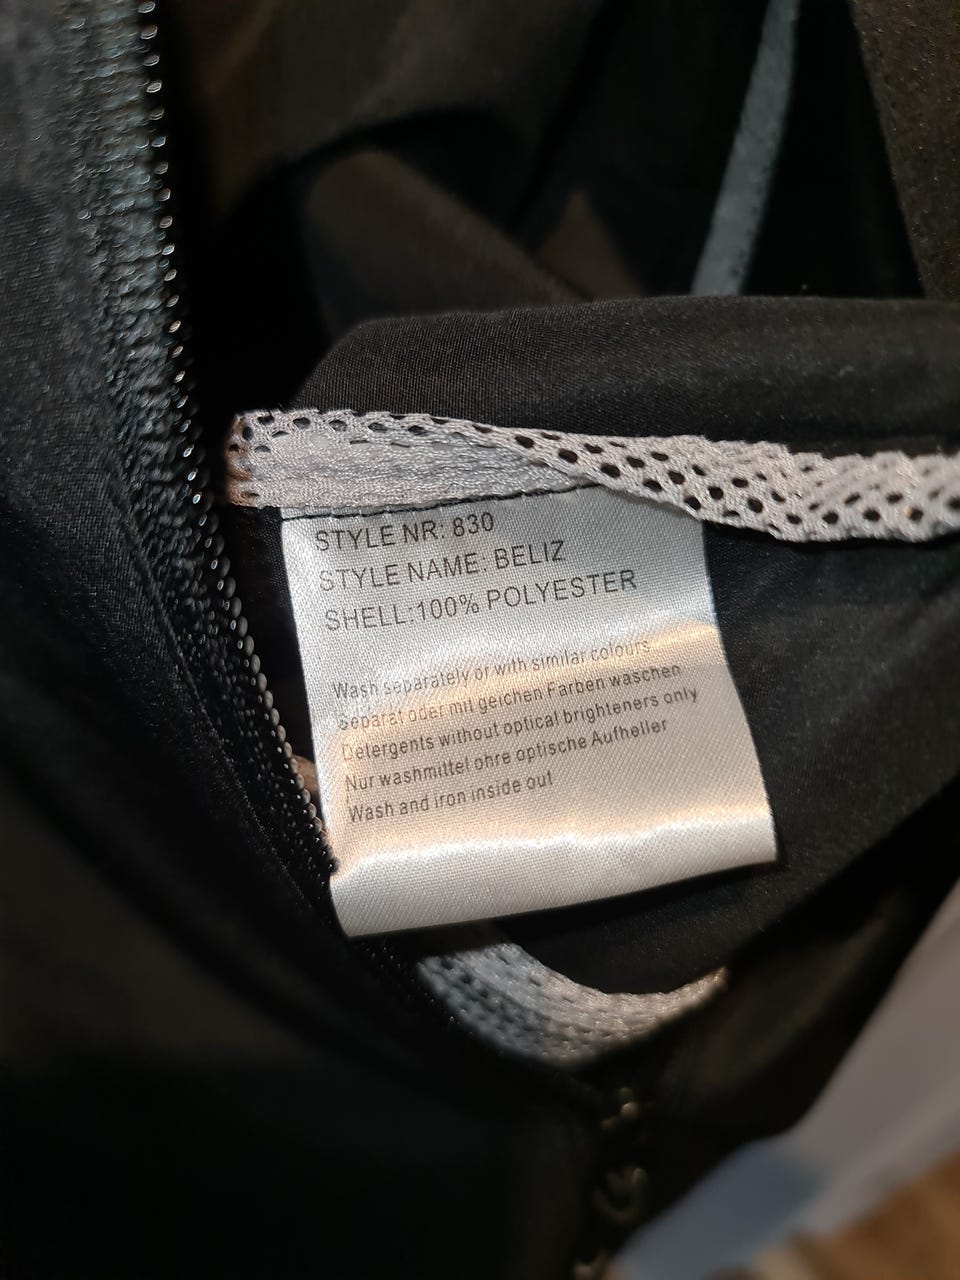 STYLE NR: 830
STYLE NAME: BELIZ
SHELL:100% POLYESTER
Wash separately or with similar colours
Separat oder mit geichen Farben waschen
Detergents without optical brighteners only
Nur washmittel ohre optische Aufheller
Wash and iron inside out